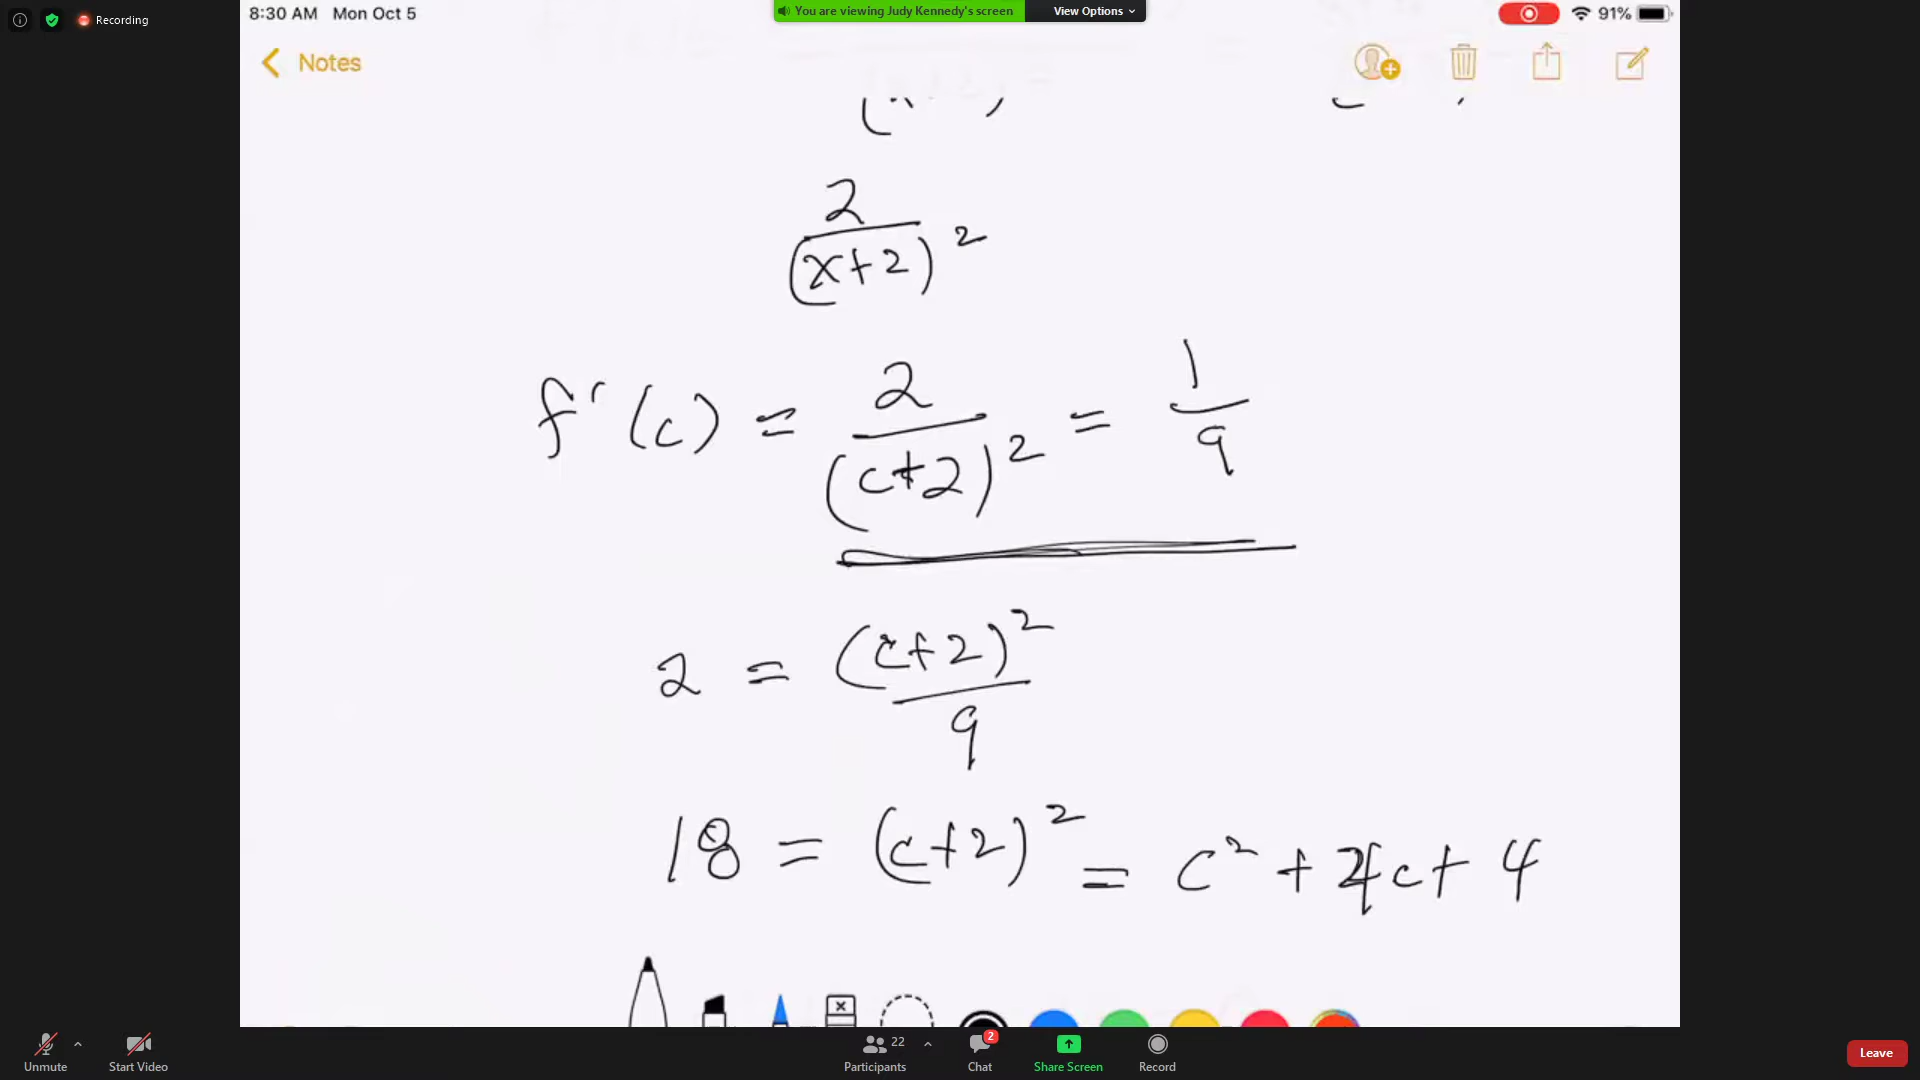 Recording
8:30 AM Mon Oct 5
You are viewing Judy Kennedy's screen View Options
91%
Notes
2
(x+2)²
f'(c) = 2/(c+2)² = 1/9
2 = (c+2)²/9
18 = (c+2)² = c² + 4c + 4
Unmute
Start Video
22
Participants
2
Chat
Share Screen
Record
Leave